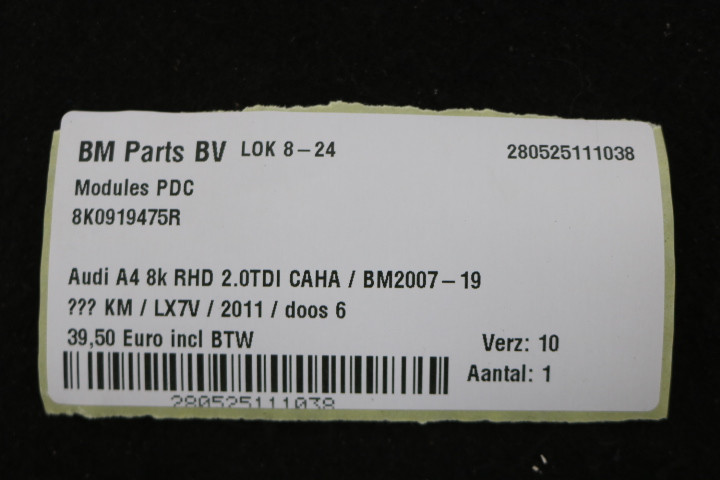 BM Parts BV LOK 8-24 280525111038
Modules PDC
8K0919475R
Audi A4 8k RHD 2.0TDI CAHA / BM2007-19
??? KM / LX7V / 2011 / doos 6
39,50 Euro incl BTW Verz: 10
Aantal: 1
280525111038